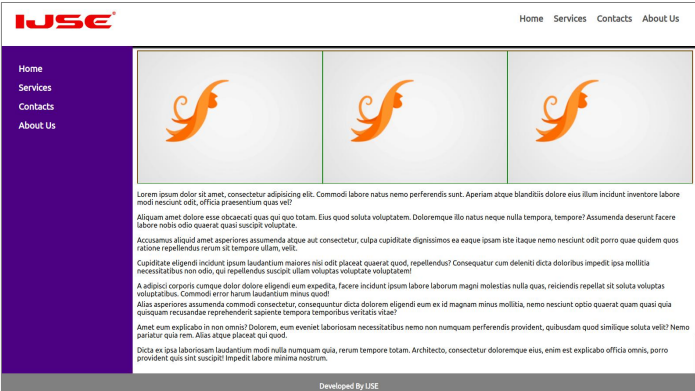 IJSE®
Home Services Contacts About Us
Home
Services
Contacts
About Us
Lorem ipsum dolor sit amet, consectetur adipisicing elit. Commodi labore natus nemo perferendis sunt. Aperiam atque blanditiis dolore eius illum incidunt inventore labore
modi nesciunt odit, officia praesentium quas vel?
Aliquam amet dolore esse obcaecati quas qui quo totam. Eius quod soluta voluptatem. Doloremque illo natus neque nulla tempora, tempore? Assumenda deserunt facere
labore nobis odio quaerat quasi suscipit voluptate.
Accusamus aliquid amet asperiores assumenda atque aut consectetur, culpa cupiditate dignissimos ea eaque ipsam iste itaque nemo nesciunt odit porro quae quidem quos
ratione repellendus rerum sit tempore ullam, velit.
Cupiditate eligendi incidunt ipsum laudantium maiores nisi odit placeat quaerat quod, repellendus? Consequatur cum deleniti dicta doloribus impedit ipsa mollitia
necessitatibus non odio, qui repellendus suscipit ullam voluptas voluptate voluptatem!
A adipisci corporis cumque dolor dolore eligendi eum expedita, facere incidunt ipsum labore laborum magni molestias nulla quas, reiciendis repellat sit soluta voluptas
voluptatibus. Commodi error harum laudantium minus quod!
Alias asperiores assumenda commodi consectetur, consequuntur dicta dolorem eligendi eum ex id magnam minus mollitia, nemo nesciunt optio quaerat quam quasi quia
quisquam recusandae reprehenderit sapiente tempora temporibus veritatis vitae?
Amet eum explicabo in non omnis? Dolorem, eum eveniet laboriosam necessitatibus nemo non numquam perferendis provident, quibusdam quod similique soluta velit? Nemo
pariatur quia rem. Alias atque placeat qui quod.
Dicta ex ipsa laboriosam laudantium modi nulla numquam quia, rerum tempore totam. Architecto, consectetur doloremque eius, enim est explicabo officia omnis, porro
provident quis sint suscipit! Impedit labore minima nostrum.
Developed By IJSE